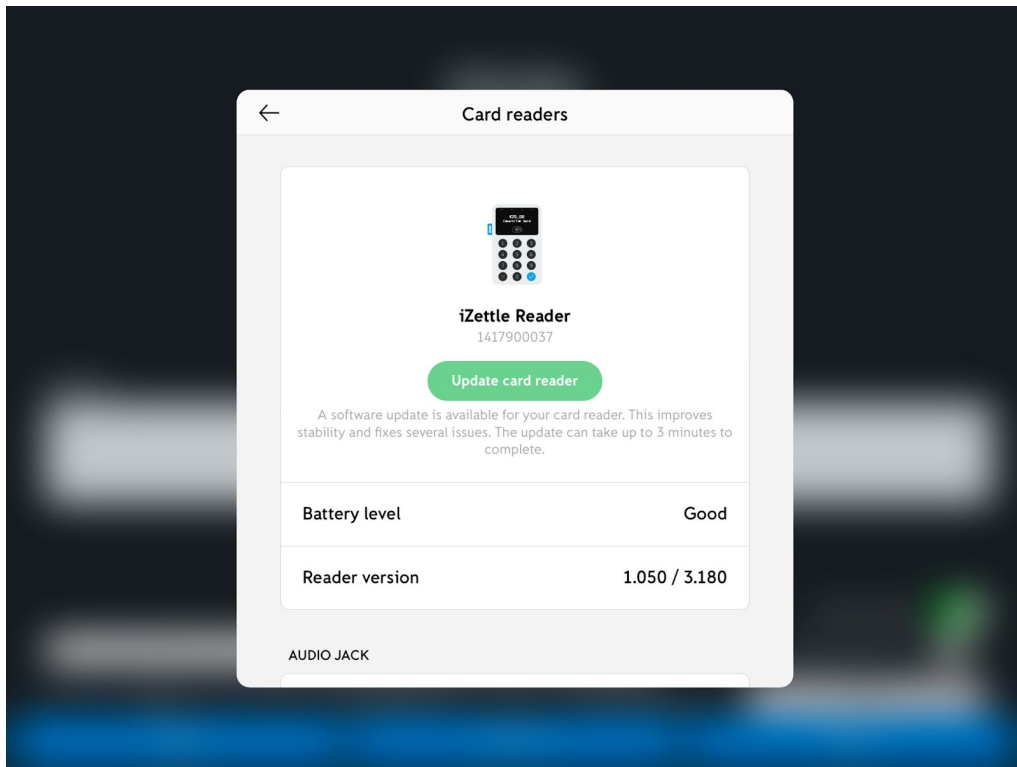 Card readers
iZettle Reader
1417900037
Update card reader
A software update is available for your card reader. This improves
stability and fixes several issues. The update can take up to 3 minutes to
complete.
Battery level Good
Reader version 1.050 / 3.180
AUDIO JACK